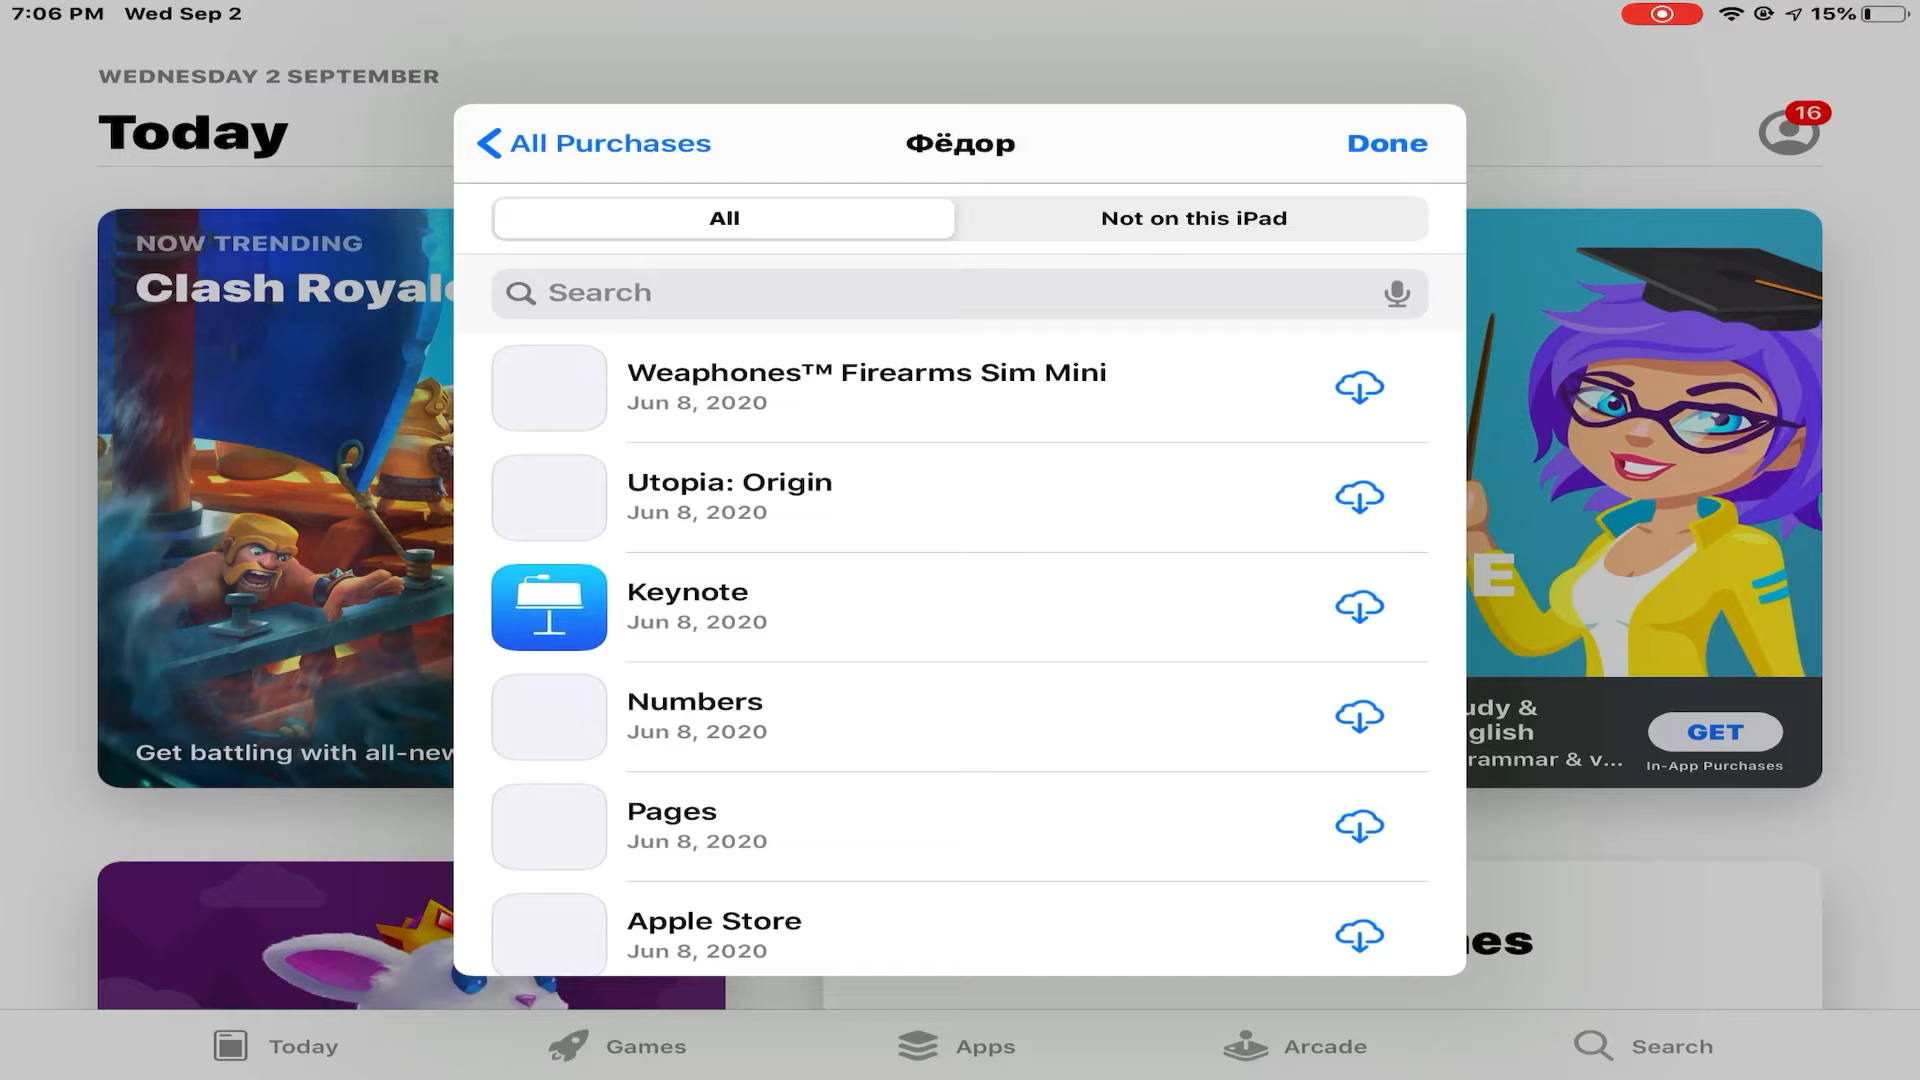 7:06 PM Wed Sep 2
15%
WEDNESDAY 2 SEPTEMBER
Today
16
All Purchases
Фёдор
Done
All
Not on this iPad
Search
NOW TRENDING
Clash Royal
Get battling with all-new
Weaphones™ Firearms Sim Mini
Jun 8, 2020
Utopia: Origin
Jun 8, 2020
Keynote
Jun 8, 2020
Numbers
Jun 8, 2020
Pages
Jun 8, 2020
Apple Store
Jun 8, 2020
E
udy &
glish
rammar & v...
GET
In-App Purchases
nes
Today
Games
Apps
Arcade
Search